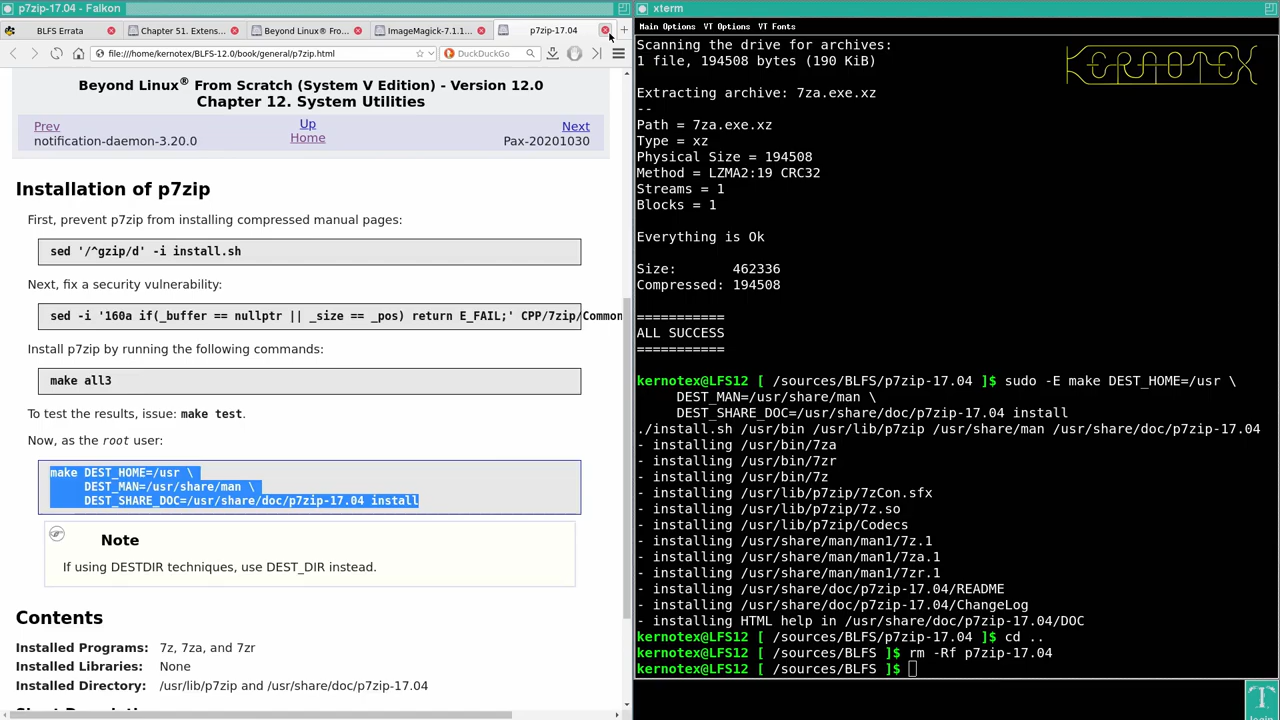 p7zip-17.04 - Falkon
BLFS Errata
Chapter 51. Extens...
Beyond Linux® Fro...
ImageMagick-7.1.1...
p7zip-17.04
file:///home/kernotex/BLFS-12.0/book/general/p7zip.html
DuckDuckGo
Beyond Linux® From Scratch (System V Edition) - Version 12.0
Chapter 12. System Utilities
Prev
Up
Next
notification-daemon-3.20.0
Home
Pax-20201030
Installation of p7zip
First, prevent p7zip from installing compressed manual pages:
sed '/^gzip/d' -i install.sh
Next, fix a security vulnerability:
sed -i '160a if(_buffer == nullptr || _size == _pos) return E_FAIL;' CPP/7zip/Common
Install p7zip by running the following commands:
make all3
To test the results, issue: make test.
Now, as the root user:
make DEST_HOME=/usr \
DEST_MAN=/usr/share/man \
DEST_SHARE_DOC=/usr/share/doc/p7zip-17.04 install
Note
If using DESTDIR techniques, use DEST_DIR instead.
Contents
Installed Programs: 7z, 7za, and 7zr
Installed Libraries: None
Installed Directory: /usr/lib/p7zip and /usr/share/doc/p7zip-17.04
xterm
Main Options VT Options VT Fonts
KERNOTEX
Scanning the drive for archives:
1 file, 194508 bytes (190 KiB)
Extracting archive: 7za.exe.xz
--
Path = 7za.exe.xz
Type = xz
Physical Size = 194508
Method = LZMA2:19 CRC32
Streams = 1
Blocks = 1
Everything is Ok
Size: 462336
Compressed: 194508
===========
ALL SUCCESS
===========
kernotex@LFS12 [ /sources/BLFS/p7zip-17.04 ]$ sudo -E make DEST_HOME=/usr \
DEST_MAN=/usr/share/man \
DEST_SHARE_DOC=/usr/share/doc/p7zip-17.04 install
./install.sh /usr/bin /usr/lib/p7zip /usr/share/man /usr/share/doc/p7zip-17.04
- installing /usr/bin/7za
- installing /usr/bin/7zr
- installing /usr/bin/7z
- installing /usr/lib/p7zip/7zCon.sfx
- installing /usr/lib/p7zip/7z.so
- installing /usr/lib/p7zip/Codecs
- installing /usr/share/man/man1/7z.1
- installing /usr/share/man/man1/7za.1
- installing /usr/share/man/man1/7zr.1
- installing /usr/share/doc/p7zip-17.04/README
- installing /usr/share/doc/p7zip-17.04/ChangeLog
- installing HTML help in /usr/share/doc/p7zip-17.04/DOC
kernotex@LFS12 [ /sources/BLFS/p7zip-17.04 ]$ cd ..
kernotex@LFS12 [ /sources/BLFS ]$ rm -Rf p7zip-17.04
kernotex@LFS12 [ /sources/BLFS ]$